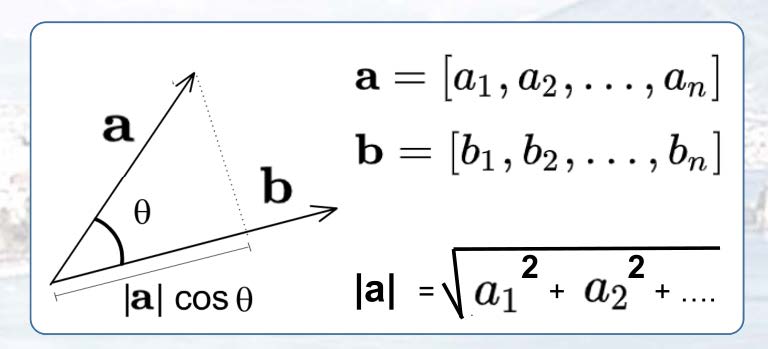 a
θ
b
|a| cos θ
a = [a₁, a₂, . . . , aₙ]
b = [b₁, b₂, . . . , bₙ]
|a| = √a₁² + a₂² + ....